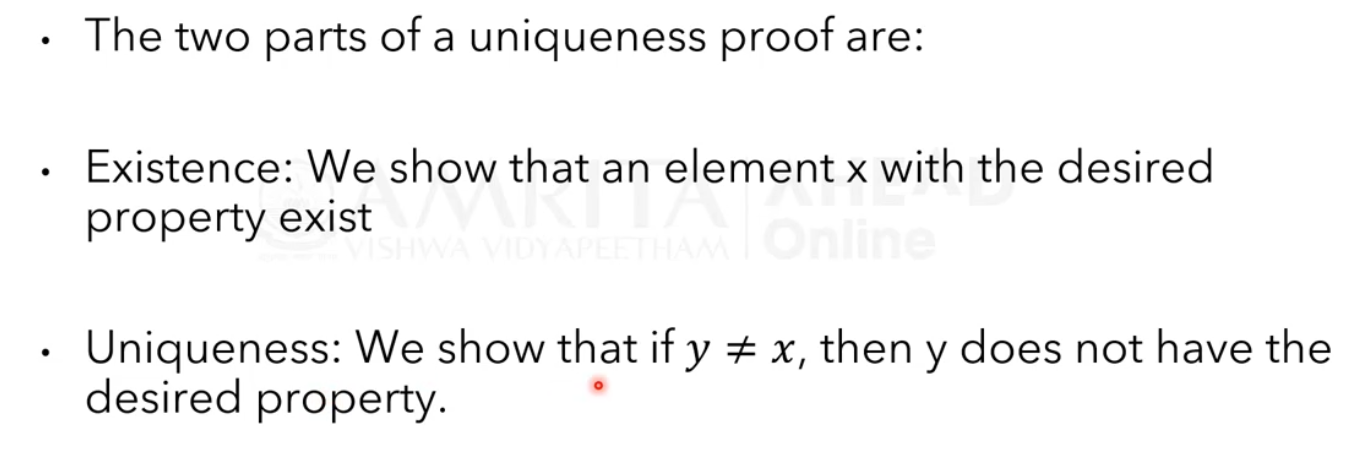 • The two parts of a uniqueness proof are:
• Existence: We show that an element x with the desired
property exist
AMRITA AHEAD
VISHWA VIDYAPEETHAM Online
• Uniqueness: We show that if y ≠ x, then y does not have the
desired property.